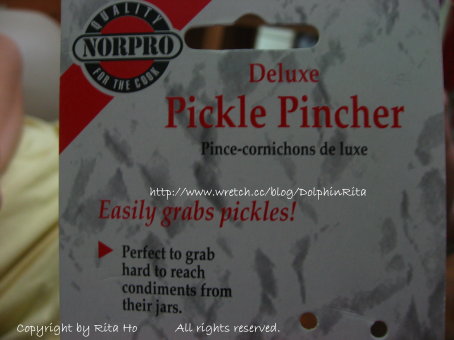 QUALITY
NORPRO
FOR THE COOK
Deluxe
Pickle Pincher
Pince-cornichons de luxe
http://www.wretch.cc/blog/DolphinRita
Easily grabs pickles!
Perfect to grab
hard to reach
condiments from
their jars.
Copyright by Rita Ho All rights reserved.